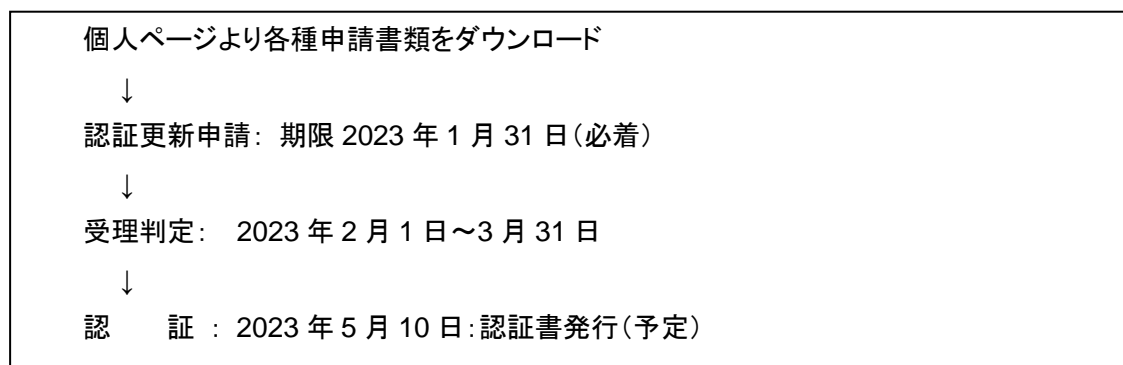 個人ページより各種申請書類をダウンロード
↓
認証更新申請： 期限 2023 年 1 月 31 日（必着）
↓
受理判定： 2023 年 2 月 1 日～3 月 31 日
↓
認　　証 ： 2023 年 5 月 10 日：認証書発行（予定）